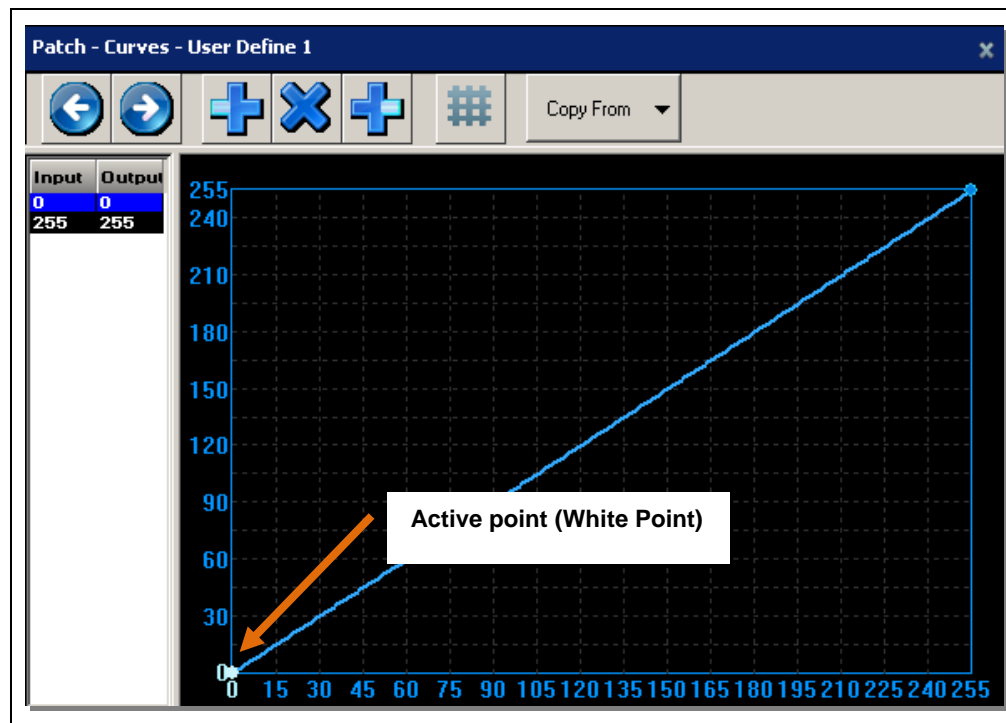 Patch - Curves - User Define 1
Copy From
Input Output
0 0
255 255
255
240
210
180
150
120
90
60
30
0
Active point (White Point)
0 15 30 45 60 75 90 105 120 135 150 165 180 195 210 225 240 255